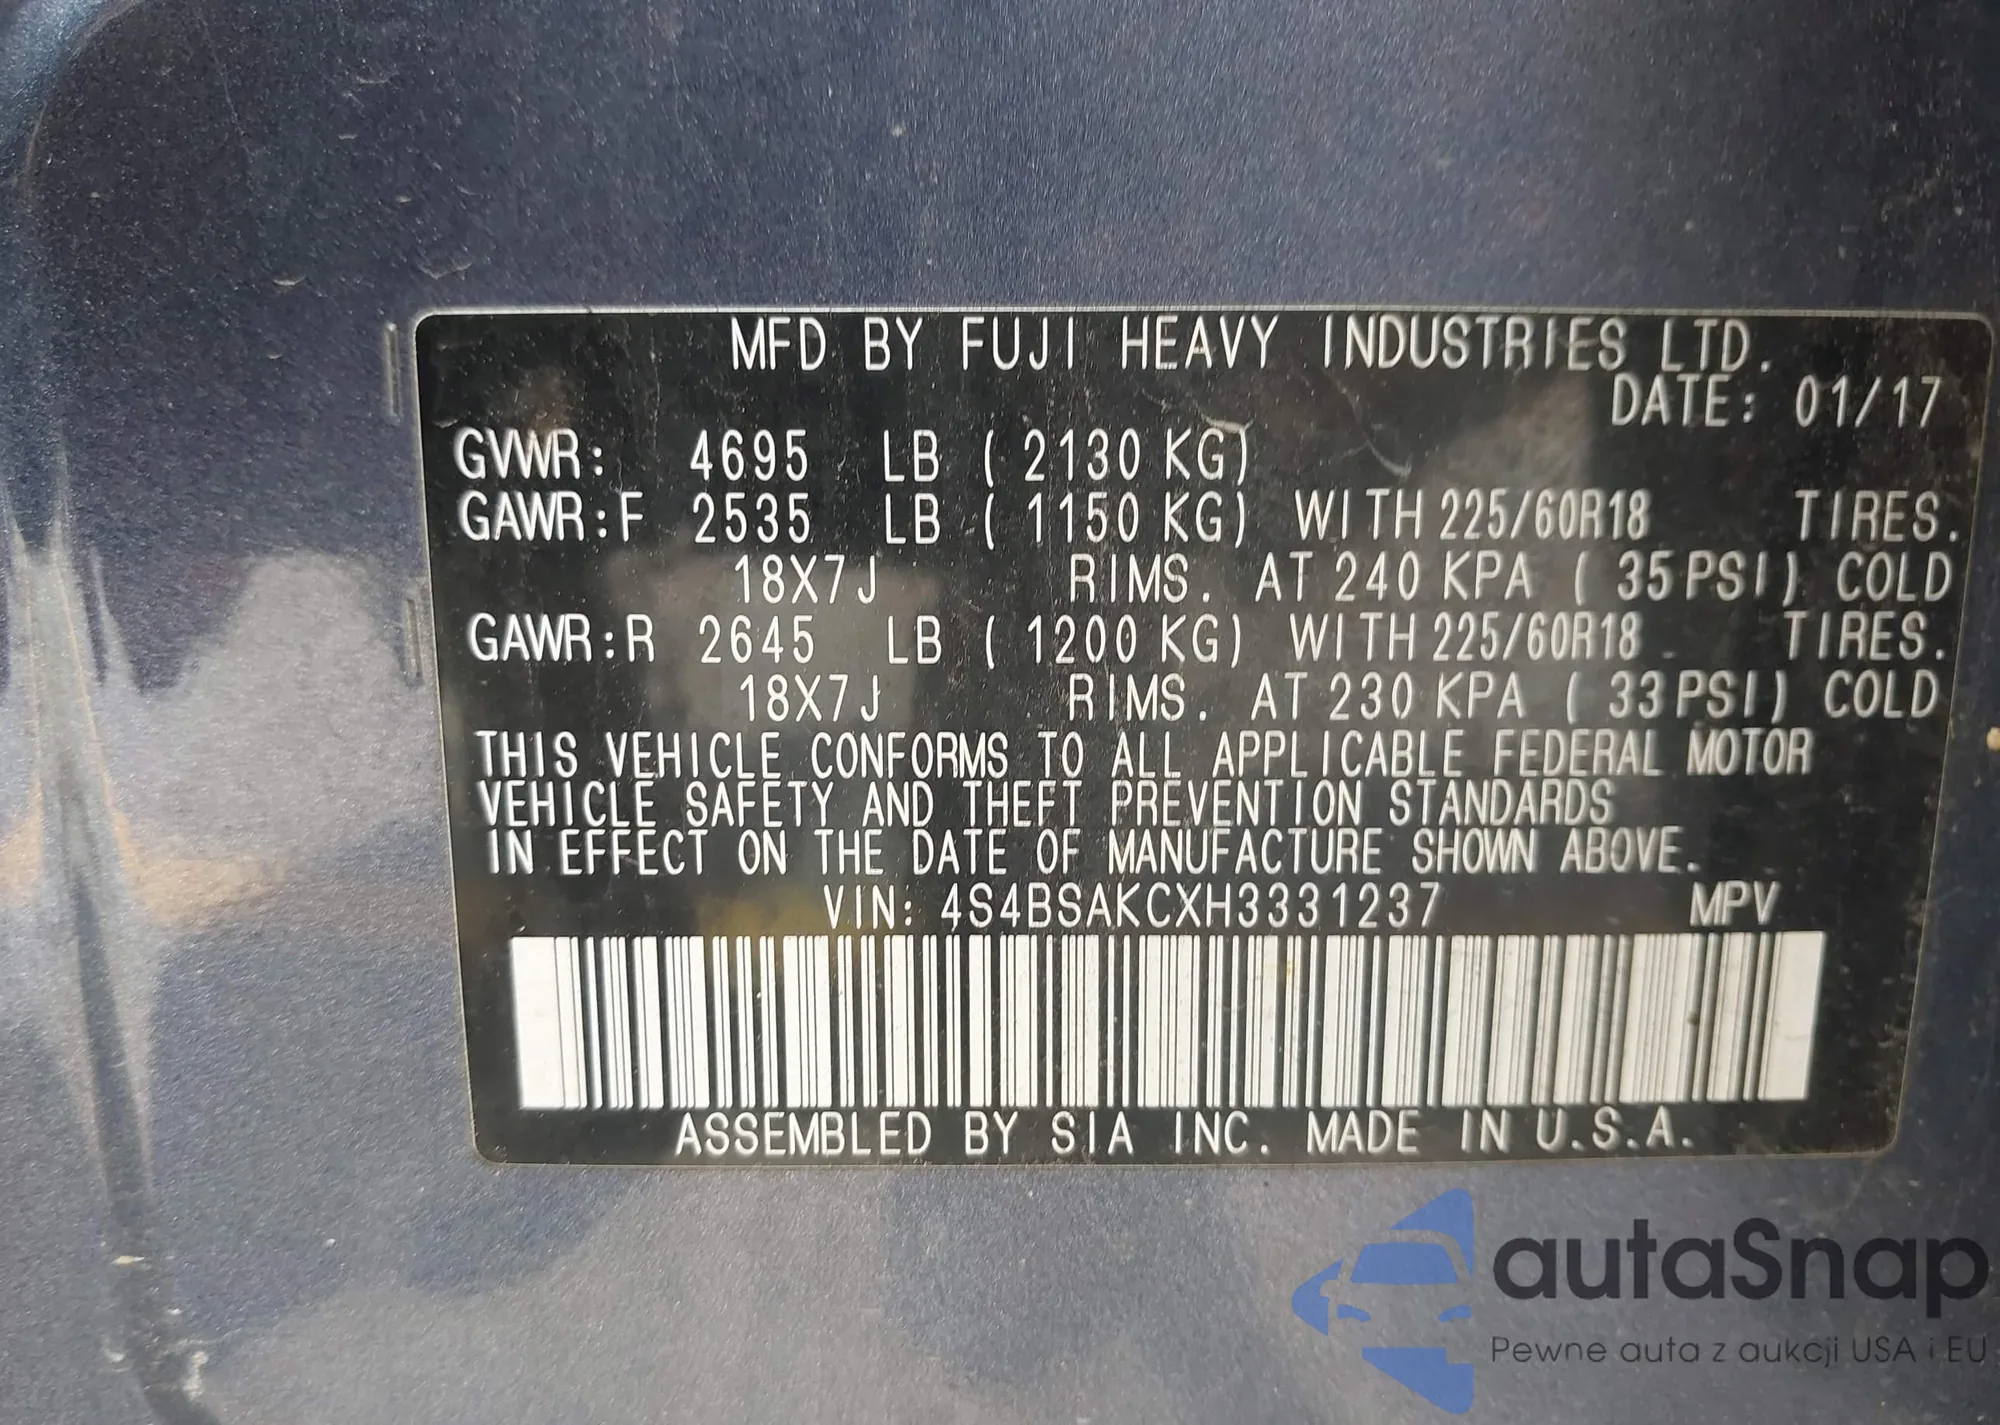 MFD BY FUJI HEAVY INDUSTRIES LTD.
DATE: 01/17
GVWR: 4695 LB ( 2130 KG)
GAWR:F 2535 LB ( 1150 KG) WITH 225/60R18 TIRES.
18X7J RIMS. AT 240 KPA ( 35 PSI) COLD
GAWR:R 2645 LB ( 1200 KG) WITH 225/60R18 TIRES.
18X7J RIMS. AT 230 KPA ( 33 PSI) COLD
THIS VEHICLE CONFORMS TO ALL APPLICABLE FEDERAL MOTOR
VEHICLE SAFETY AND THEFT PREVENTION STANDARDS
IN EFFECT ON THE DATE OF MANUFACTURE SHOWN ABOVE.
VIN: 4S4BSAKCXH3331237 MPV
ASSEMBLED BY SIA INC. MADE IN U.S.A.
autaSnap
Pewne auta z aukcji USA i EU